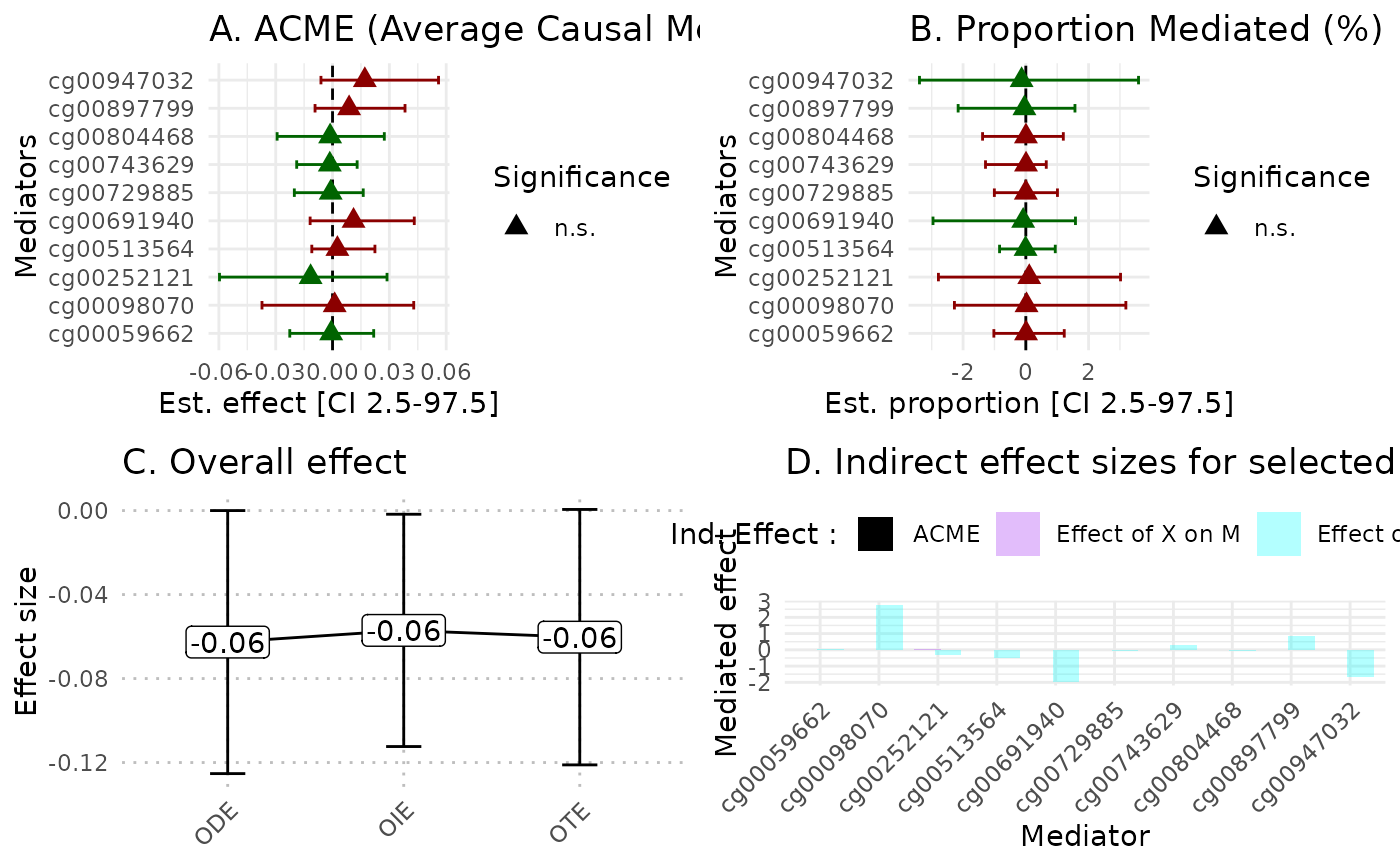 A. ACME (Average Causal
Mediators
cg00947032
cg00897799
cg00804468
cg00743629
cg00729885
cg00691940
cg00513564
cg00252121
cg00098070
cg00059662
-0.06 -0.03 0.00 0.03 0.06
Est. effect [CI 2.5-97.5]
Significance
n.s.
B. Proportion Mediated (%)
Mediators
cg00947032
cg00897799
cg00804468
cg00743629
cg00729885
cg00691940
cg00513564
cg00252121
cg00098070
cg00059662
-2 0 2
Est. proportion [CI 2.5-97.5]
Significance
n.s.
C. Overall effect
Effect size
0.00
-0.04
-0.08
-0.12
-0.06 -0.06 -0.06
ODE OIE OTE
D. Indirect effect sizes for selected
Ind. Effect : ACME Effect of X on M Effect
Mediated effect
3
2
1
0
-1
-2
cg00059662 cg00098070 cg00252121 cg00513564 cg00691940 cg00729885 cg00743629 cg00804468 cg00897799 cg00947032
Mediator